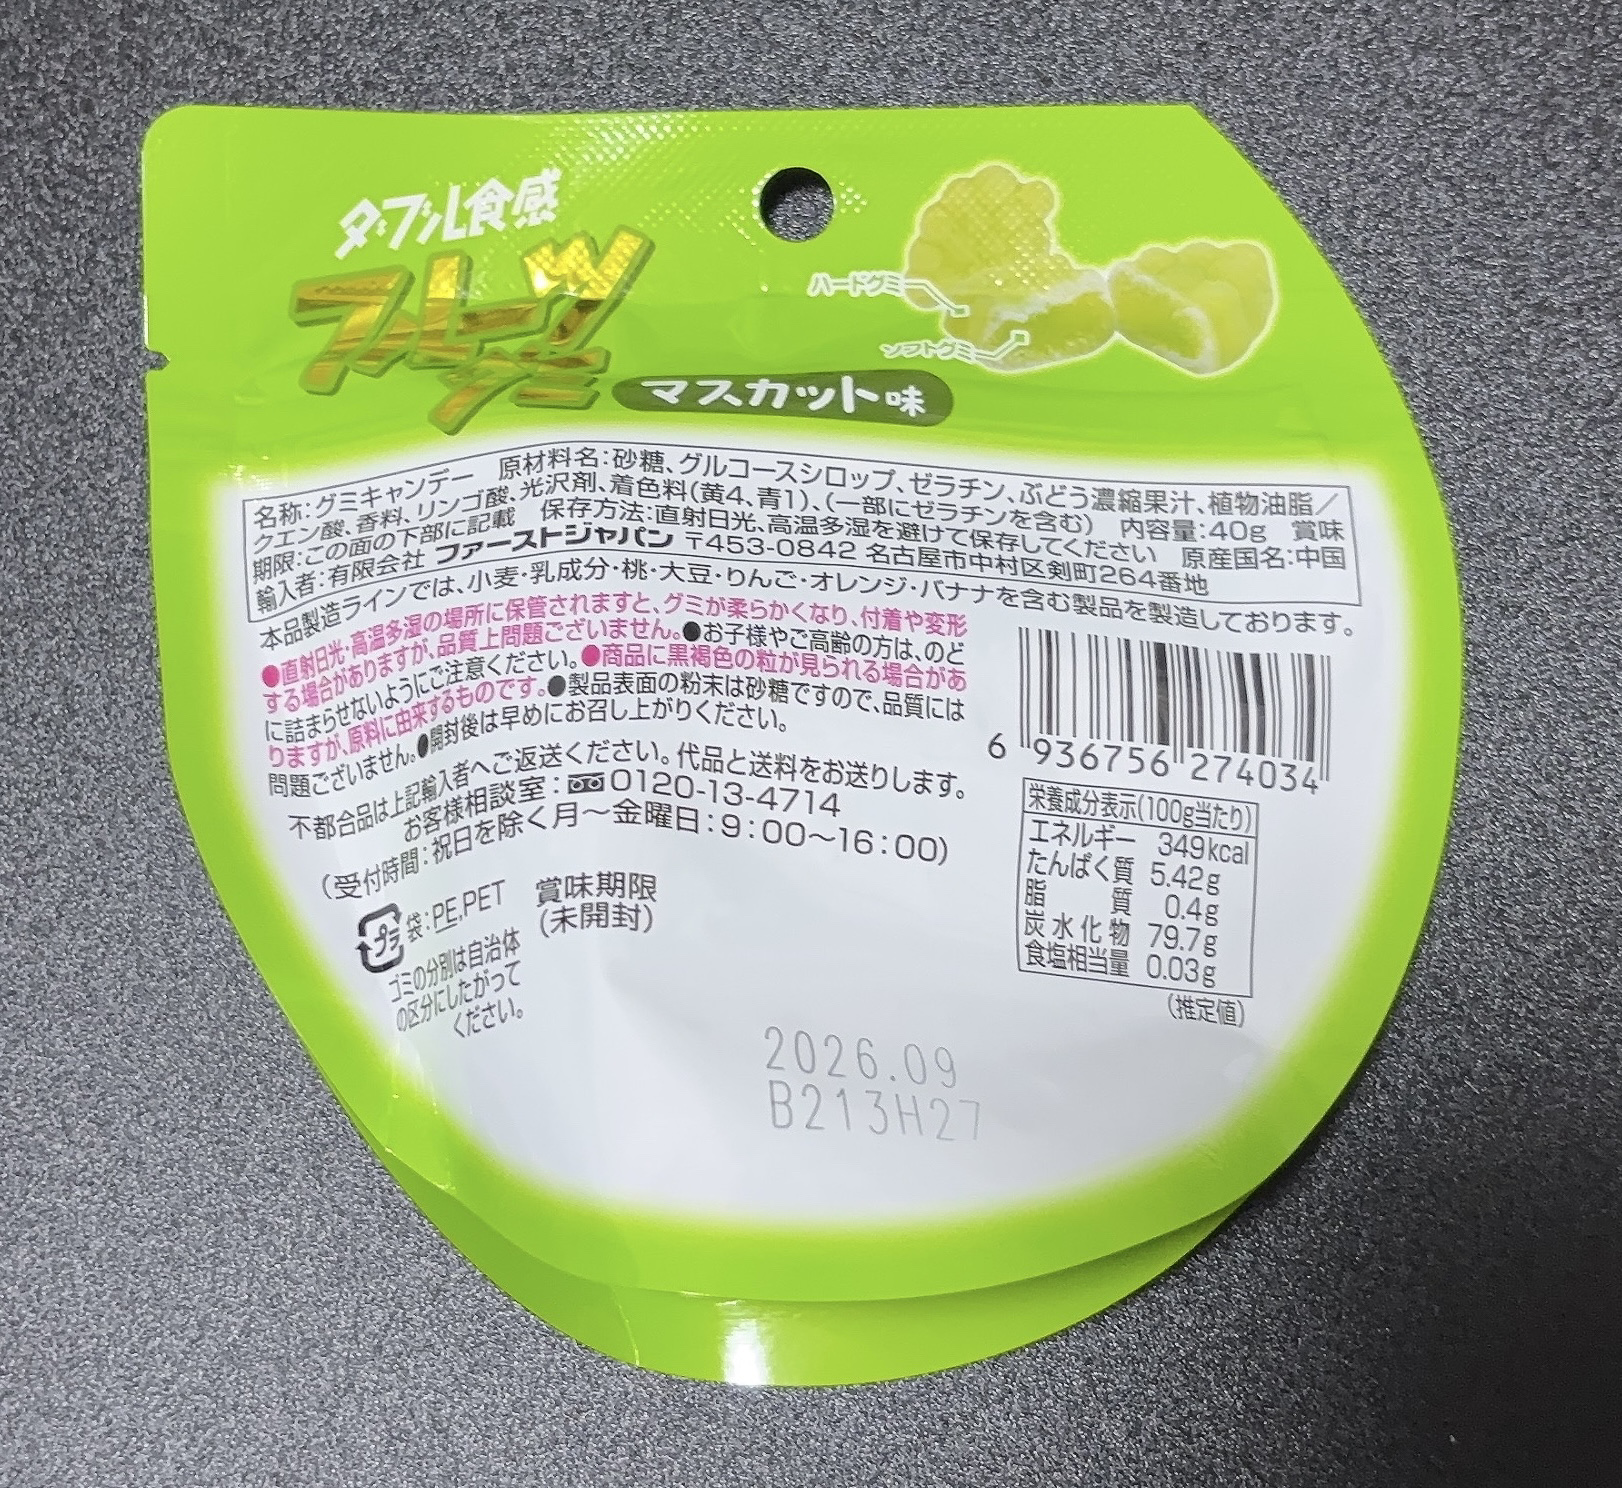 ダブル食感
フルーツ
グミ
マスカット味
ハードグミ
ソフトグミ
名称:グミキャンデー 原材料名:砂糖、グルコースシロップ、ゼラチン、ぶどう濃縮果汁、植物油脂/
クエン酸、香料、リンゴ酸、光沢剤、着色料(黄4、青1)、(一部にゼラチンを含む) 内容量:40g 賞味
期限:この面の下部に記載 保存方法:直射日光、高温多湿を避けて保存してください 原産国名:中国
輸入者:有限会社 ファーストジャパン 〒453-0842 名古屋市中村区剣町264番地
本品製造ラインでは、小麦・乳成分・桃・大豆・りんご・オレンジ・バナナを含む製品を製造しております。
●直射日光・高温多湿の場所に保管されますと、グミが柔らかくなり、付着や変形
する場合がありますが、品質上問題ございません。●お子様やご高齢の方は、のど
に詰まらせないようにご注意ください。●商品に黒褐色の粒が見られる場合があ
りますが、原料に由来するものです。●製品表面の粉末は砂糖ですので、品質には
問題ございません。●開封後は早めにお召し上がりください。
不都合品は上記輸入者へご返送ください。代品と送料をお送りします。
お客様相談室:0120-13-4714
(受付時間:祝日を除く月~金曜日:9:00~16:00)
プラ
袋:PE,PET
ゴミの分別は自治体
の区分にしたがって
ください。
賞味期限
(未開封)
6 936756 274034
栄養成分表示(100g当たり)
エネルギー 349kcal
たんぱく質 5.42g
脂質 0.4g
炭水化物 79.7g
食塩相当量 0.03g
(推定値)
2026.09
B213H27